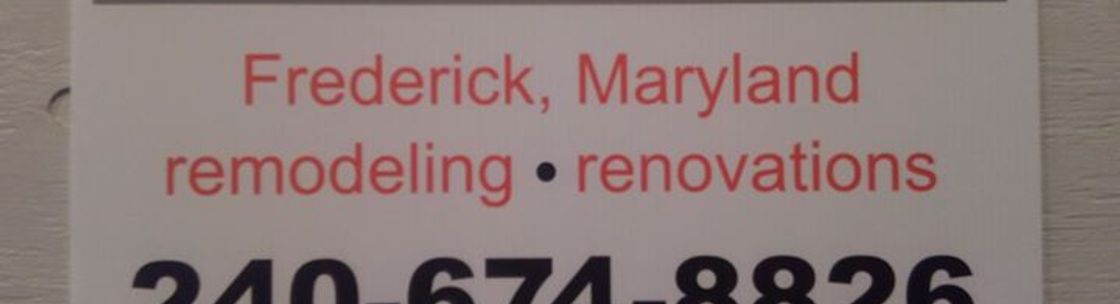 Frederick, Maryland
remodeling • renovations
240-674-8826